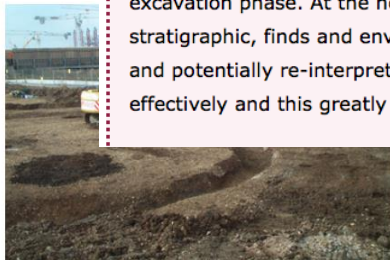 excavation phase. At the
stratigraphic, finds and
and potentially
effectively and this greatly